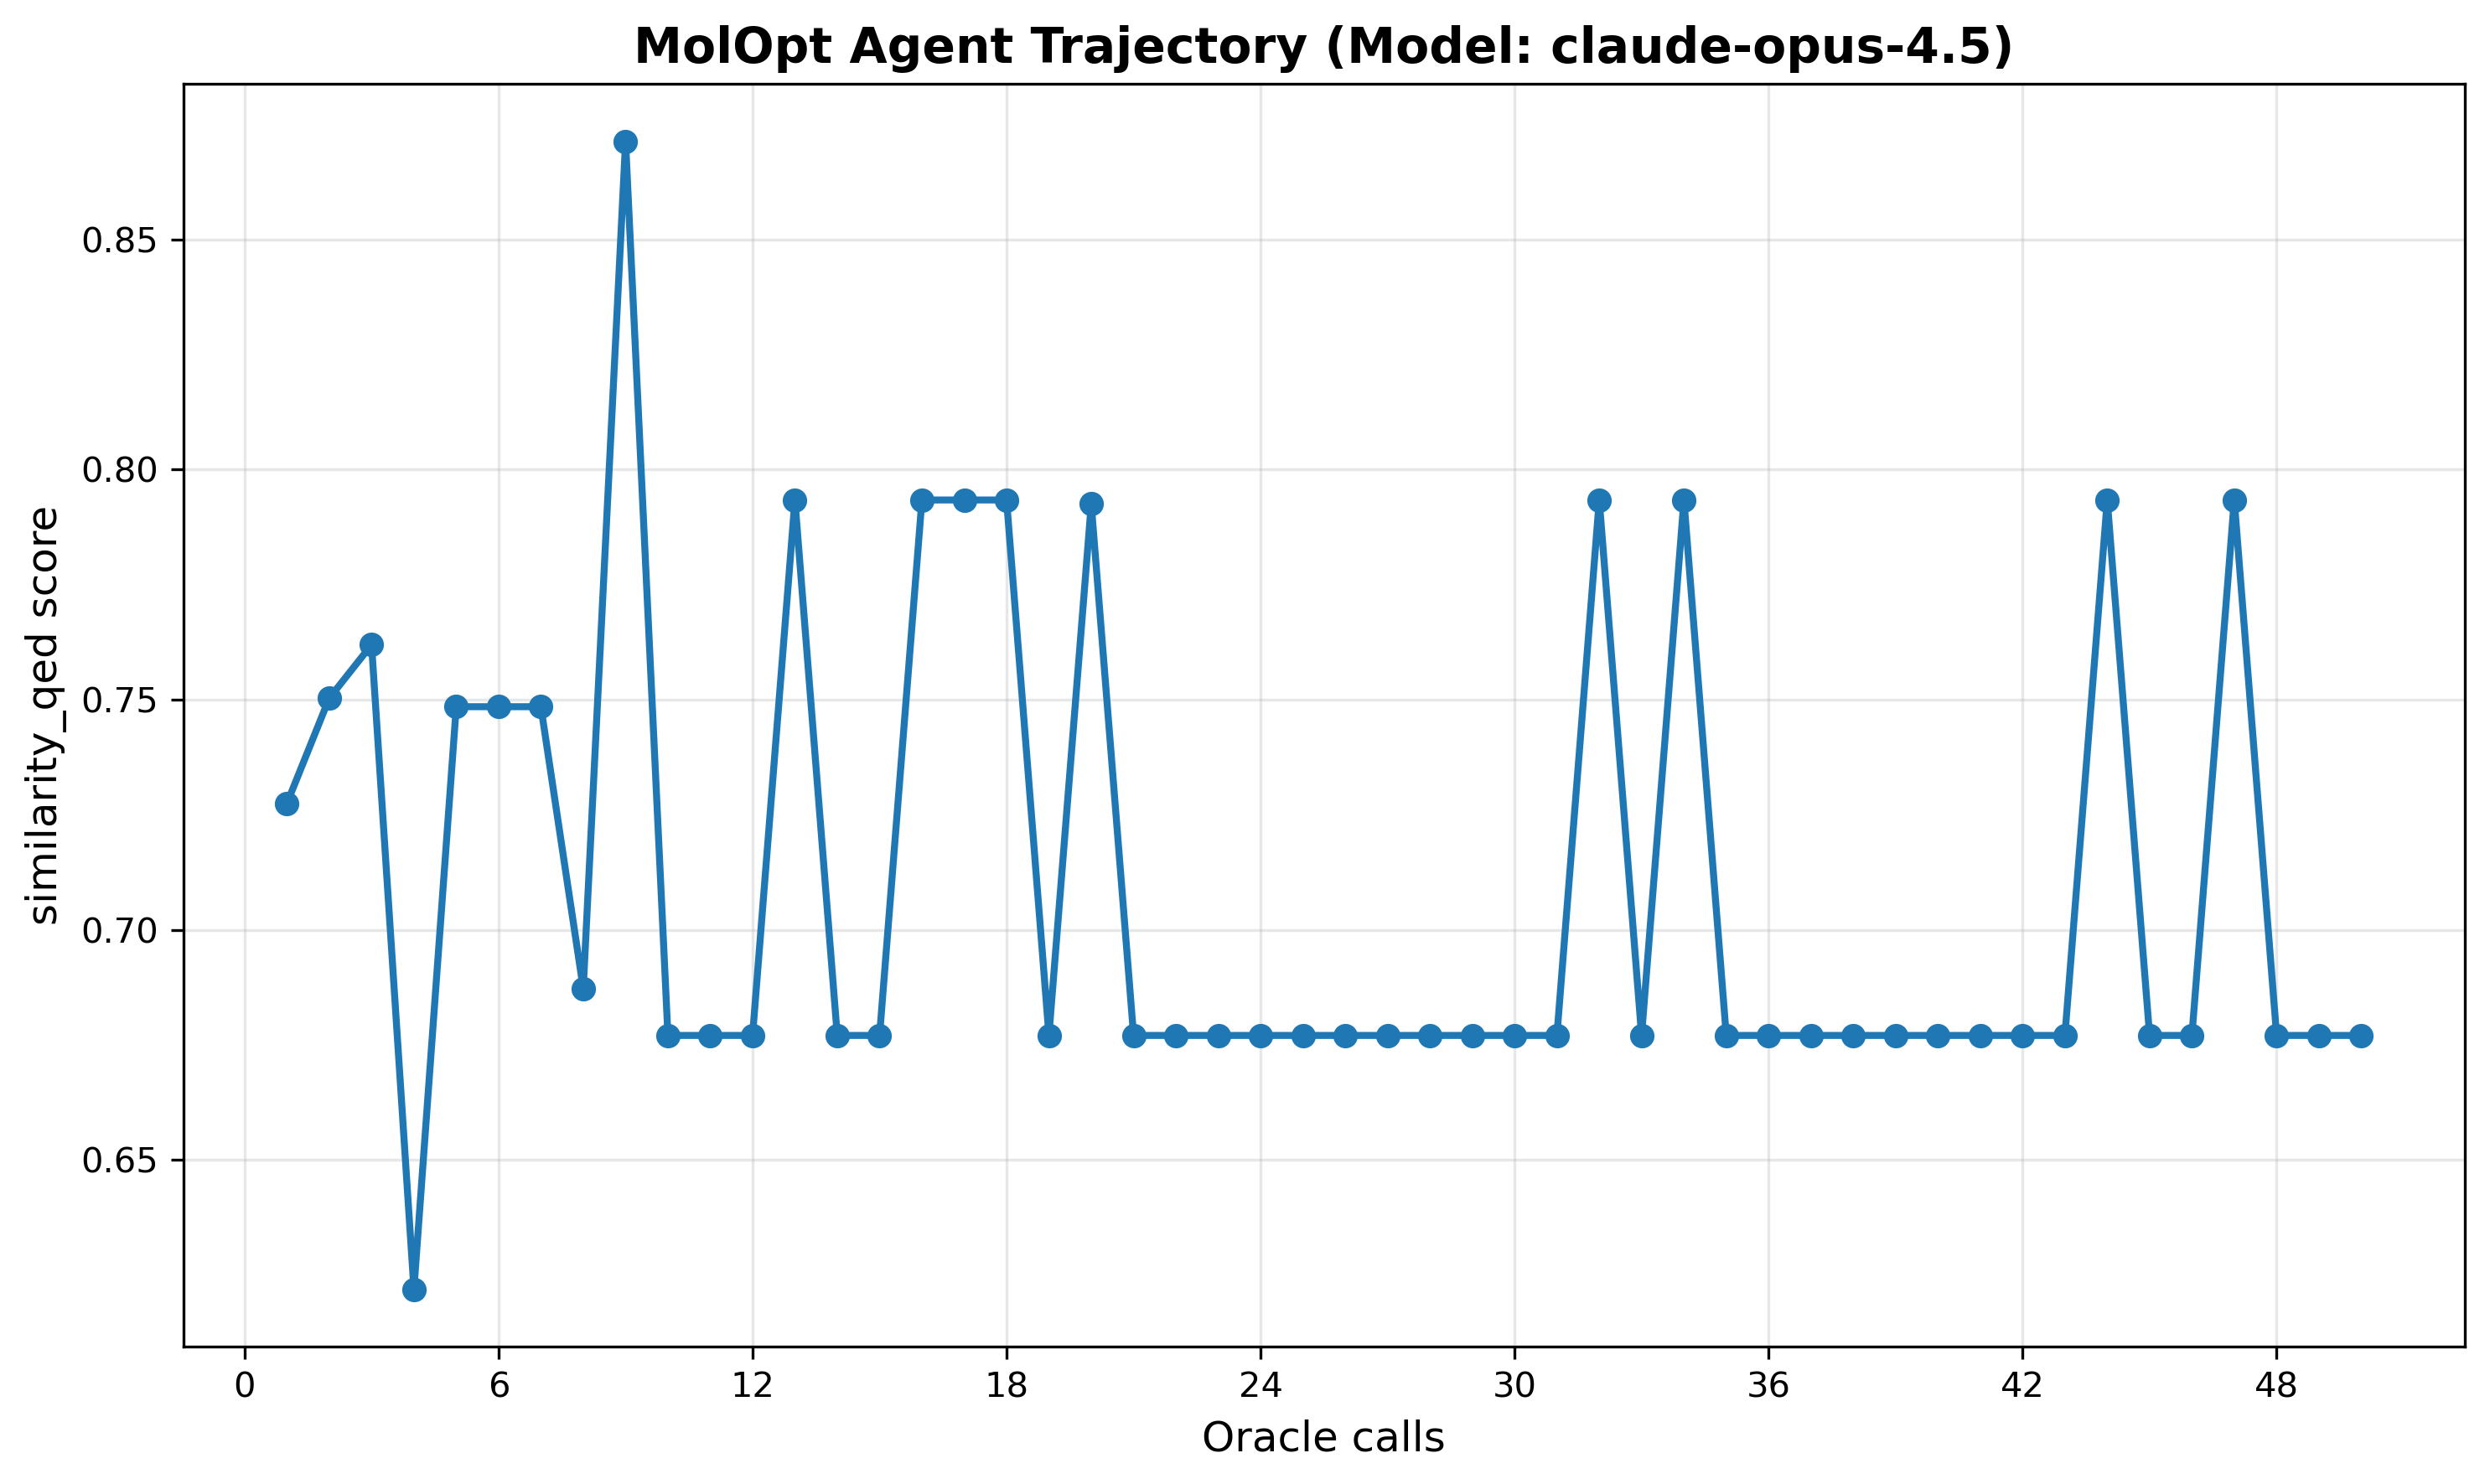 MolOpt Agent Trajectory (Model: claude-opus-4.5)
similarity_qed score
0.85
0.80
0.75
0.70
0.65
0 6 12 18 24 30 36 42 48
Oracle calls